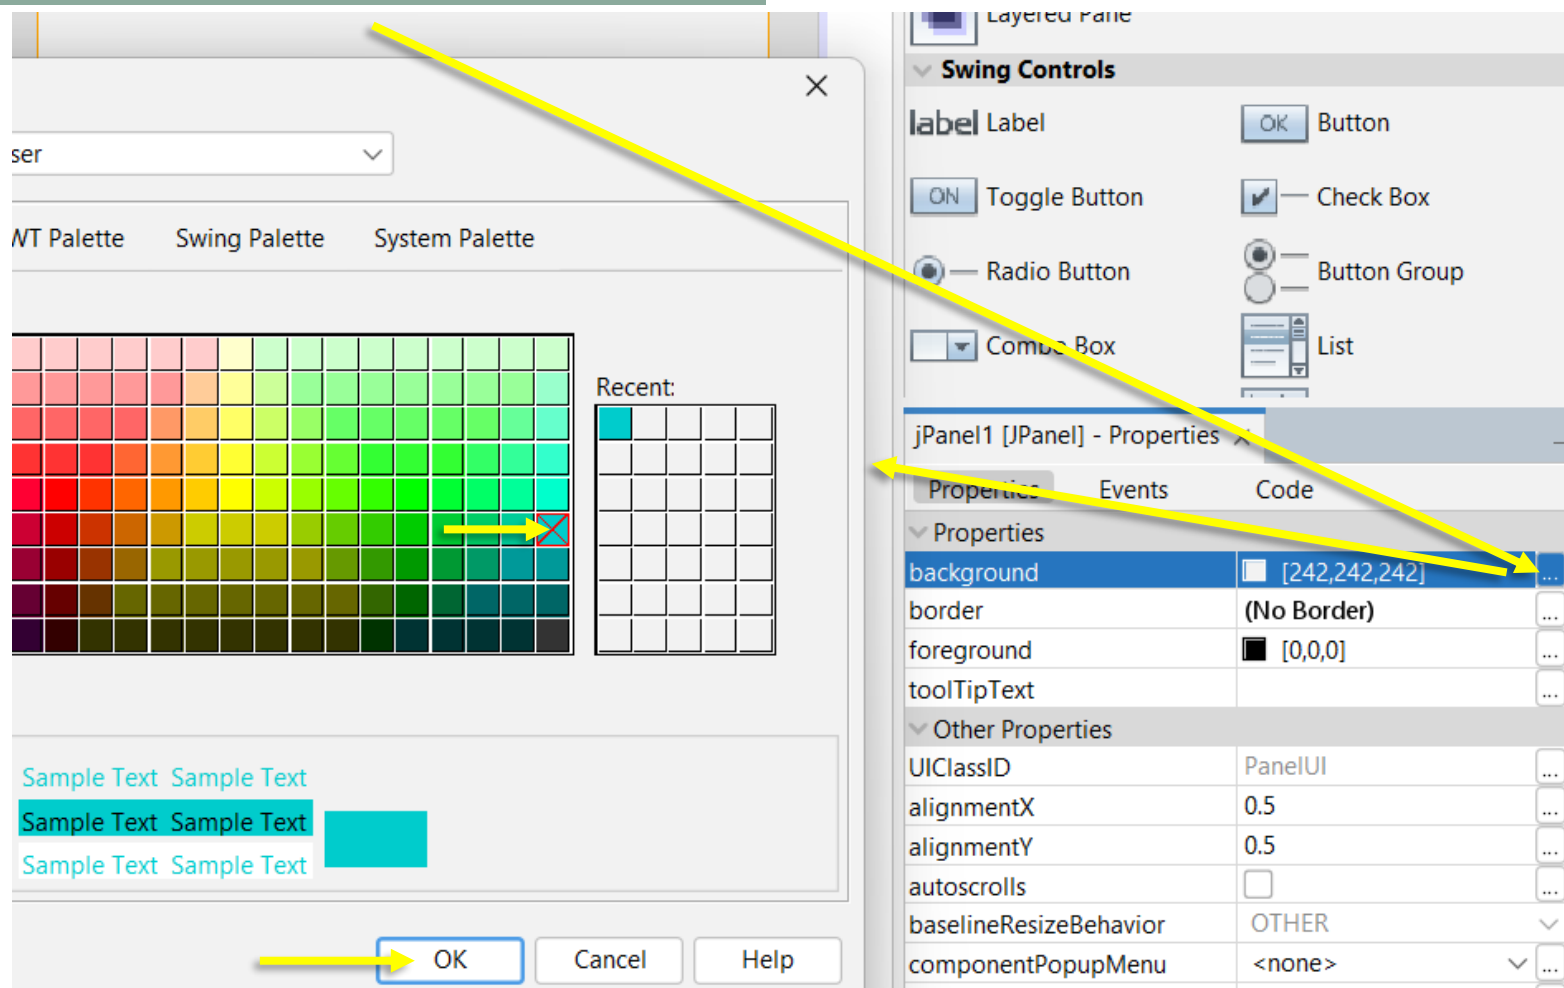 ser
WT Palette Swing Palette System Palette
Recent:
Sample Text Sample Text
Sample Text Sample Text
Sample Text Sample Text
OK Cancel Help
Layered Pane
Swing Controls
label Label OK Button
ON Toggle Button Check Box
Radio Button Button Group
Combo Box List
jPanel1 [JPanel] - Properties
Properties Events Code
Properties
background [242,242,242] ...
border (No Border) ...
foreground [0,0,0] ...
toolTipText ...
Other Properties
UIClassID PanelUI ...
alignmentX 0.5 ...
alignmentY 0.5 ...
autoscrolls ...
baselineResizeBehavior OTHER
componentPopupMenu <none> ...